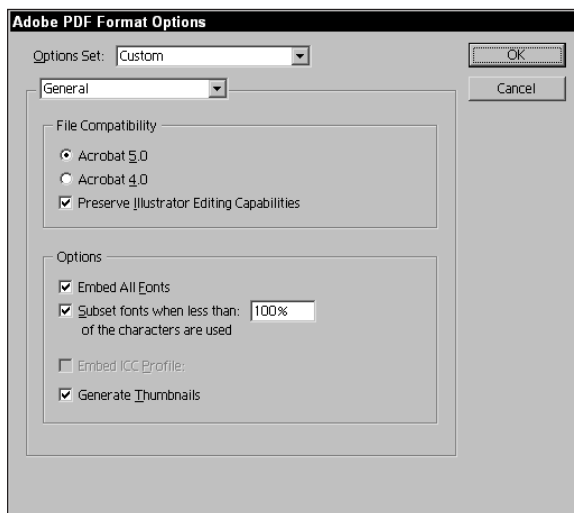 Adobe PDF Format Options
Options Set: Custom
OK
General
Cancel
File Compatibility
Acrobat 5.0
Acrobat 4.0
Preserve Illustrator Editing Capabilities
Options
Embed All Fonts
Subset fonts when less than: 100%
of the characters are used
Embed ICC Profile:
Generate Thumbnails